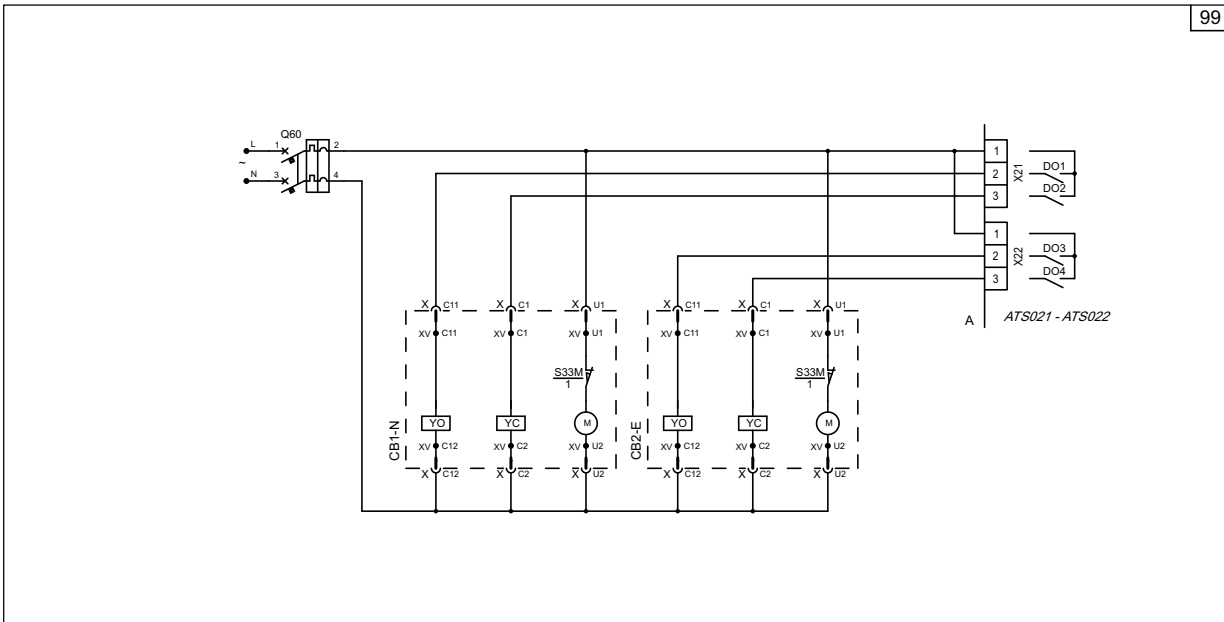 99
Q60
L 1 2
~
N 3 4
1
2 X21 DO1
3 DO2
1
2 X22 DO3
3 DO4
A ATS021 - ATS022
X C11 X C1 X U1 X C11 X C1 X U1
XV C11 XV C1 XV U1 XV C11 XV C1 XV U1
S33M S33M
1 1
CB1-N YO YC M CB2-E YO YC M
XV C12 XV C2 XV U2 XV C12 XV C2 XV U2
X C12 X C2 X U2 X C12 X C2 X U2